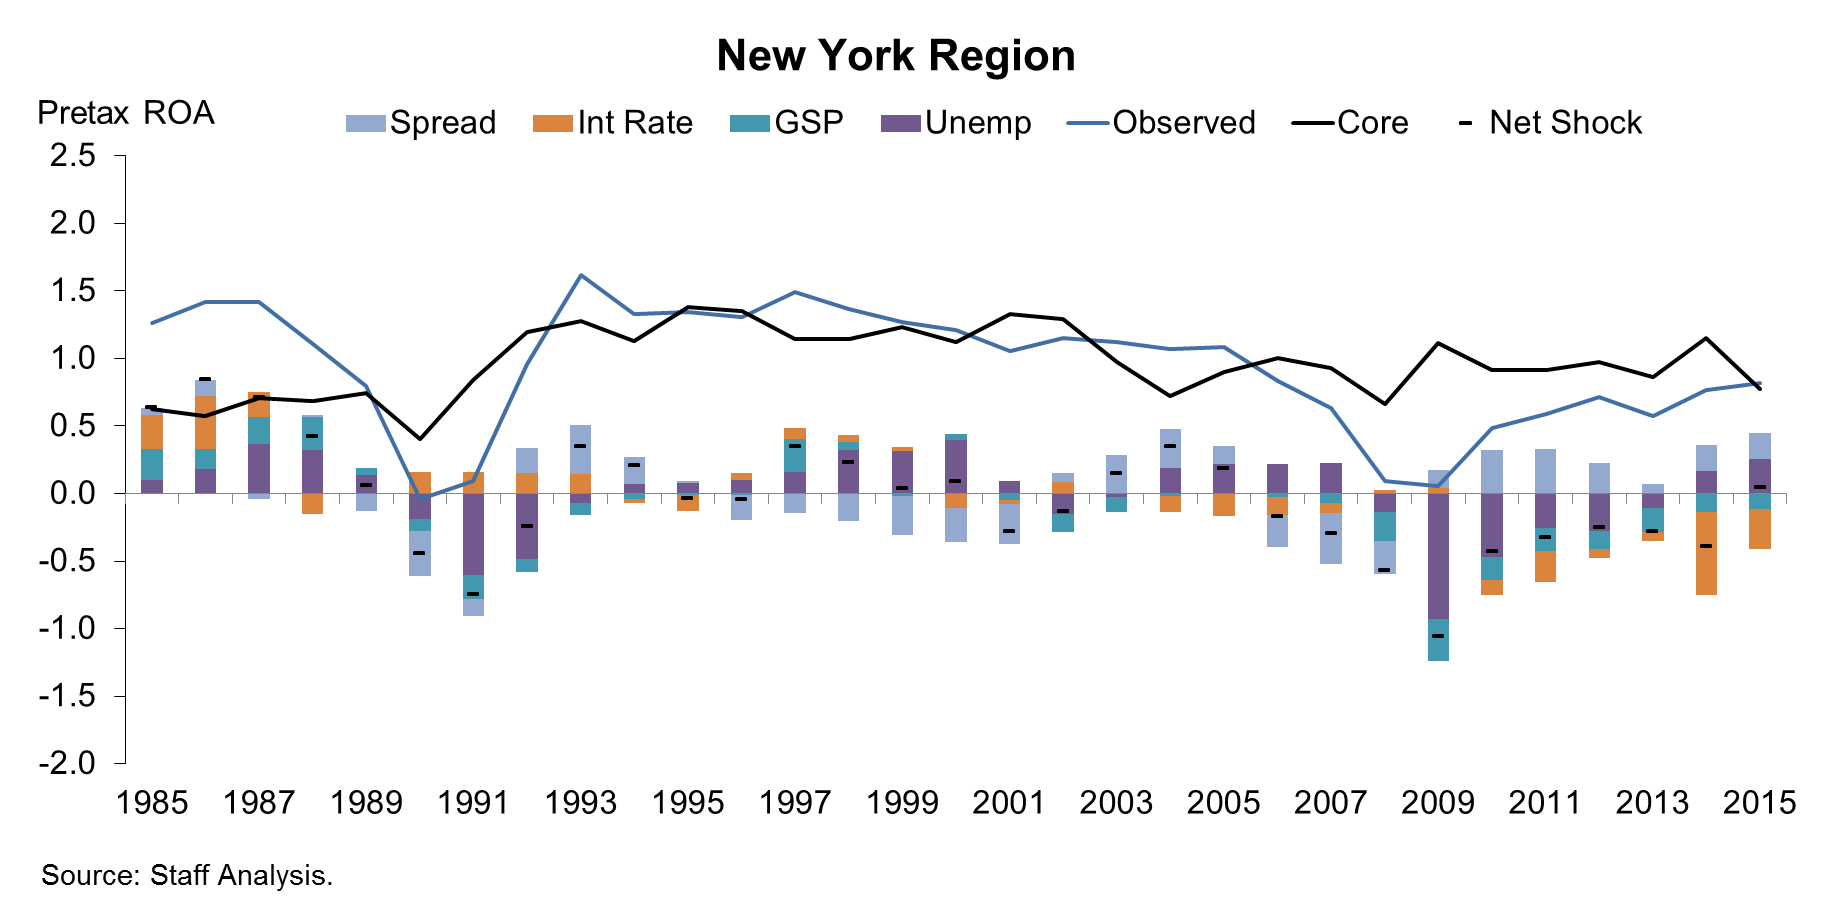 New York Region
Pretax ROA
Spread Int Rate GSP Unemp Observed Core Net Shock
2.5
2.0
1.5
1.0
0.5
0.0
-0.5
-1.0
-1.5
-2.0
1985 1987 1989 1991 1993 1995 1997 1999 2001 2003 2005 2007 2009 2011 2013 2015
Source: Staff Analysis.